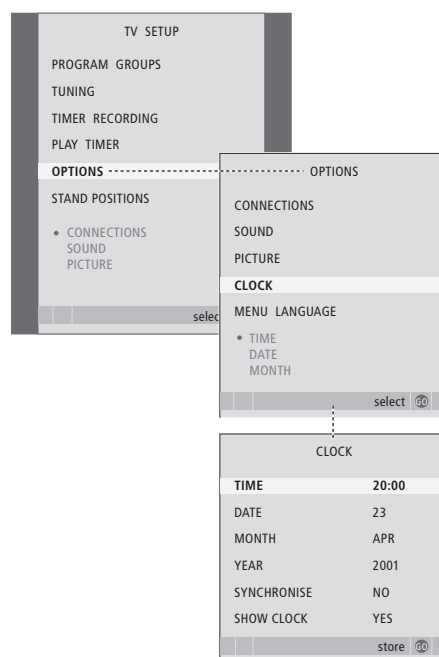 TV SETUP
PROGRAM GROUPS
TUNING
TIMER RECORDING
PLAY TIMER
OPTIONS
STAND POSITIONS
• CONNECTIONS
SOUND
PICTURE
selec
OPTIONS
CONNECTIONS
SOUND
PICTURE
CLOCK
MENU LANGUAGE
• TIME
DATE
MONTH
select GO
CLOCK
TIME 20:00
DATE 23
MONTH APR
YEAR 2001
SYNCHRONISE NO
SHOW CLOCK YES
store GO